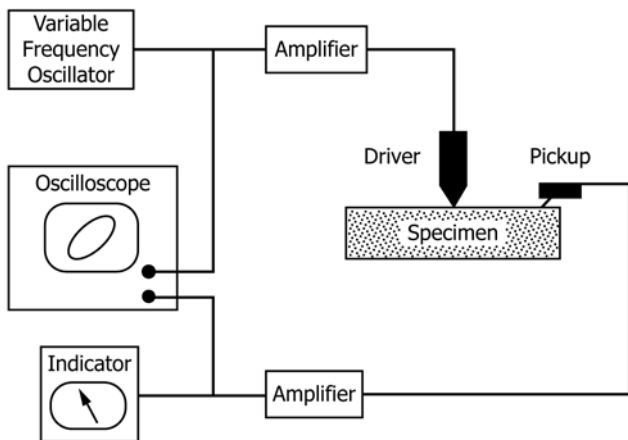 Variable
Frequency
Oscillator
Amplifier
Driver
Pickup
Oscilloscope
Specimen
Indicator
Amplifier